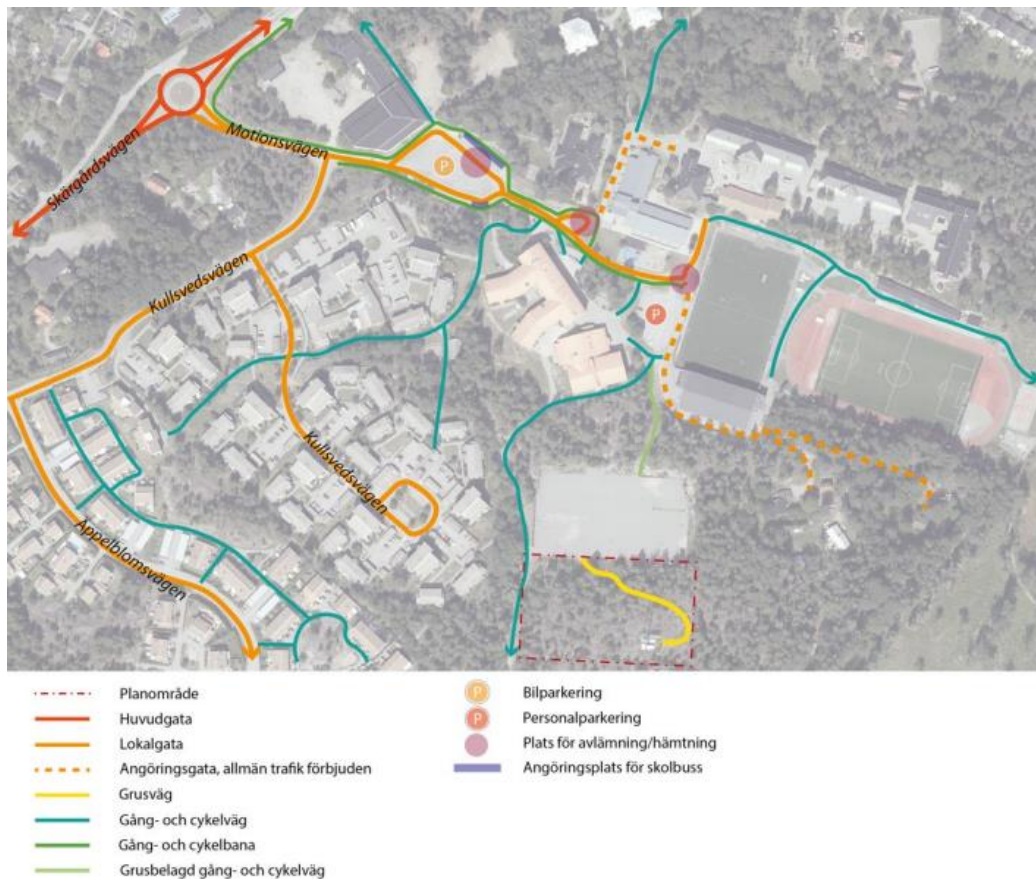 Motionsvägen
Skärgårdsvägen
P
Kullsvedsvägen
P
Kullsvedsvägen
Äppelblomsvägen
Planområde
Huvudgata
Lokalgata
Angöringsgata, allmän trafik förbjuden
Grusväg
Gång- och cykelväg
Gång- och cykelbana
Grusbelagd gång- och cykelväg
P Bilparkering
P Personalparkering
Plats för avlämning/hämtning
Angöringsplats för skolbuss